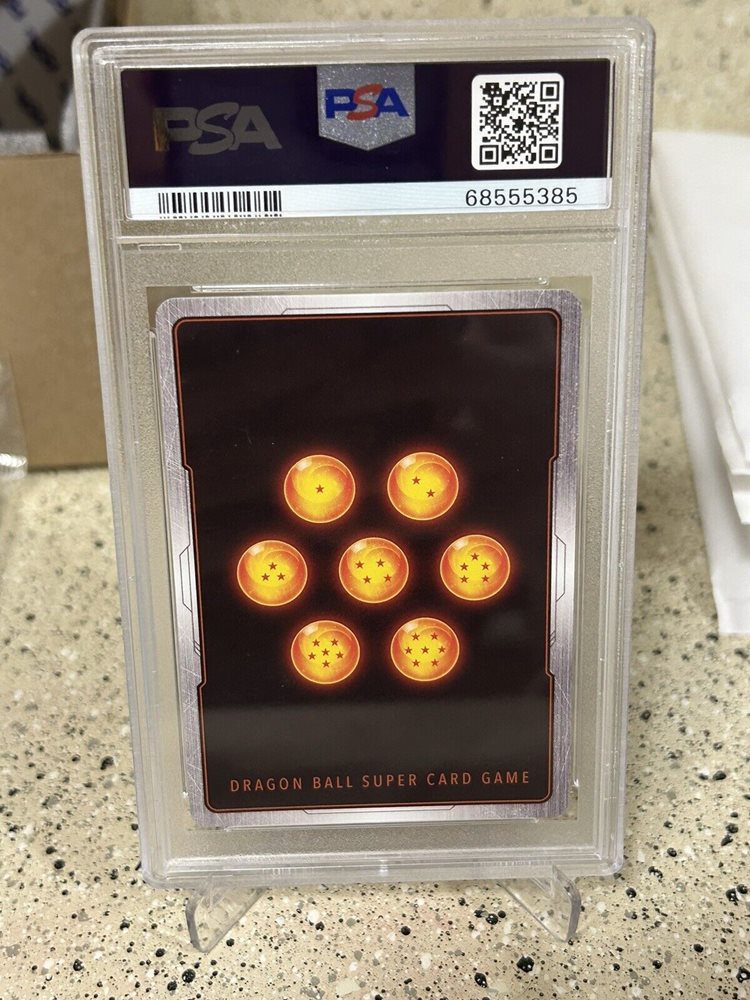 PSA
PSA
68555385
DRAGON BALL SUPER CARD GAME